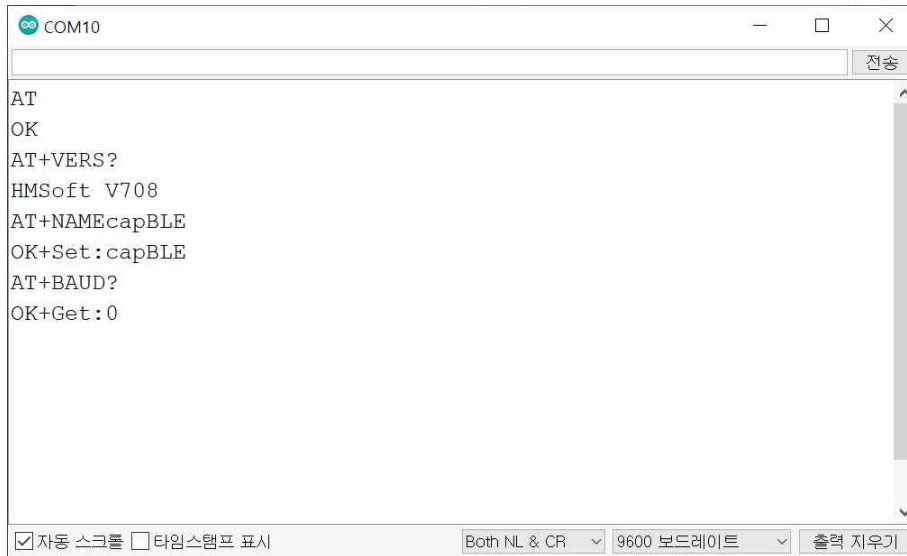 COM10
전송
AT
OK
AT+VERS?
HMSoft V708
AT+NAMEcapBLE
OK+Set:capBLE
AT+BAUD?
OK+Get:0
자동 스크롤 타임스탬프 표시 Both NL & CR 9600 보드레이트 출력 지우기